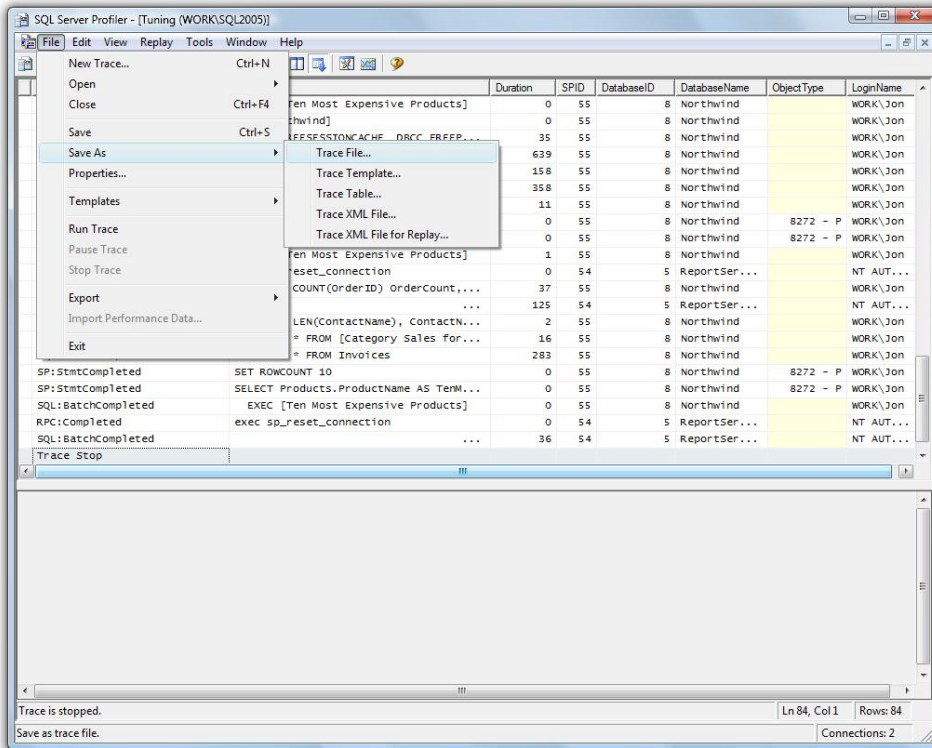 SQL Server Profiler - [Tuning (WORK\SQL2005)]
File Edit View Replay Tools Window Help
New Trace... Ctrl+N
Open
Close Ctrl+F4
Save Ctrl+S
Save As
Properties...
Templates
Run Trace
Pause Trace
Stop Trace
Export
Import Performance Data...
Exit
Trace File...
Trace Template...
Trace Table...
Trace XML File...
Trace XML File for Replay...
Duration SPID DatabaseID DatabaseName ObjectType LoginName
Ten Most Expensive Products] 0 55 8 Northwind WORK\Jon
thwind] 0 55 8 Northwind WORK\Jon
EESESSIONCACHE DBCC FREEP... 35 55 8 Northwind WORK\Jon
639 55 8 Northwind WORK\Jon
158 55 8 Northwind WORK\Jon
358 55 8 Northwind WORK\Jon
11 55 8 Northwind WORK\Jon
0 55 8 Northwind 8272 - P WORK\Jon
0 55 8 Northwind 8272 - P WORK\Jon
Ten Most Expensive Products] 1 55 8 Northwind WORK\Jon
reset_connection 0 54 5 ReportSer... NT AUT...
COUNT(OrderID) OrderCount,... 37 55 8 Northwind WORK\Jon
... 125 54 5 ReportSer... NT AUT...
LEN(ContactName), ContactN... 2 55 8 Northwind WORK\Jon
* FROM [Category Sales for... 16 55 8 Northwind WORK\Jon
* FROM Invoices 283 55 8 Northwind WORK\Jon
SP:StmtCompleted SET ROWCOUNT 10 0 55 8 Northwind 8272 - P WORK\Jon
SP:StmtCompleted SELECT Products.ProductName AS TenM... 0 55 8 Northwind 8272 - P WORK\Jon
SQL:BatchCompleted EXEC [Ten Most Expensive Products] 0 55 8 Northwind WORK\Jon
RPC:Completed exec sp_reset_connection 0 54 5 ReportSer... NT AUT...
SQL:BatchCompleted ... 36 54 5 ReportSer... NT AUT...
Trace Stop
Trace is stopped. Ln 84, Col 1 Rows: 84
Save as trace file. Connections: 2